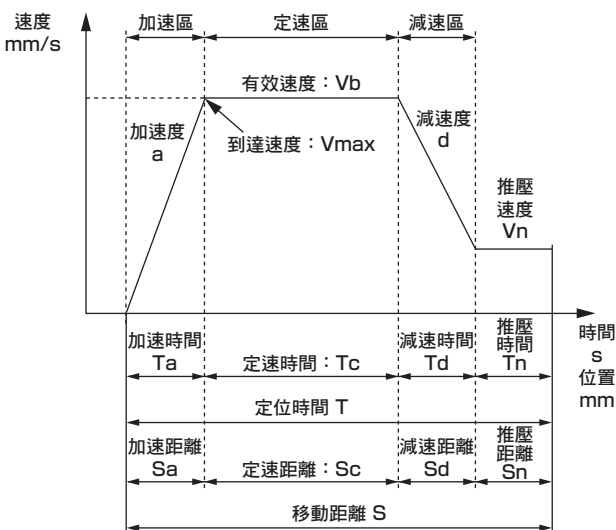 速度
mm/s
加速區
定速區
減速區
有效速度：Vb
加速度
a
到達速度：Vmax
減速度
d
推壓
速度
Vn
加速時間
Ta
定速時間：Tc
減速時間
Td
推壓
時間
Tn
時間
s
位置
mm
定位時間 T
加速距離
Sa
定速距離：Sc
減速距離
Sd
推壓
距離
Sn
移動距離 S